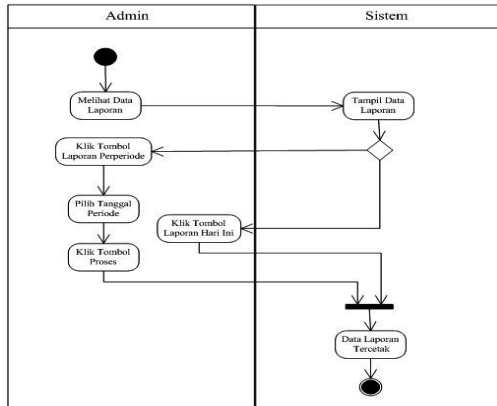 Admin
Sistem
Melihat Data
Laporan
Tampil Data
Laporan
Klik Tombol
Laporan Perperiode
Pilih Tanggal
Periode
Klik Tombol
Laporan Hari Ini
Klik Tombol
Proses
Data Laporan
Tercetak